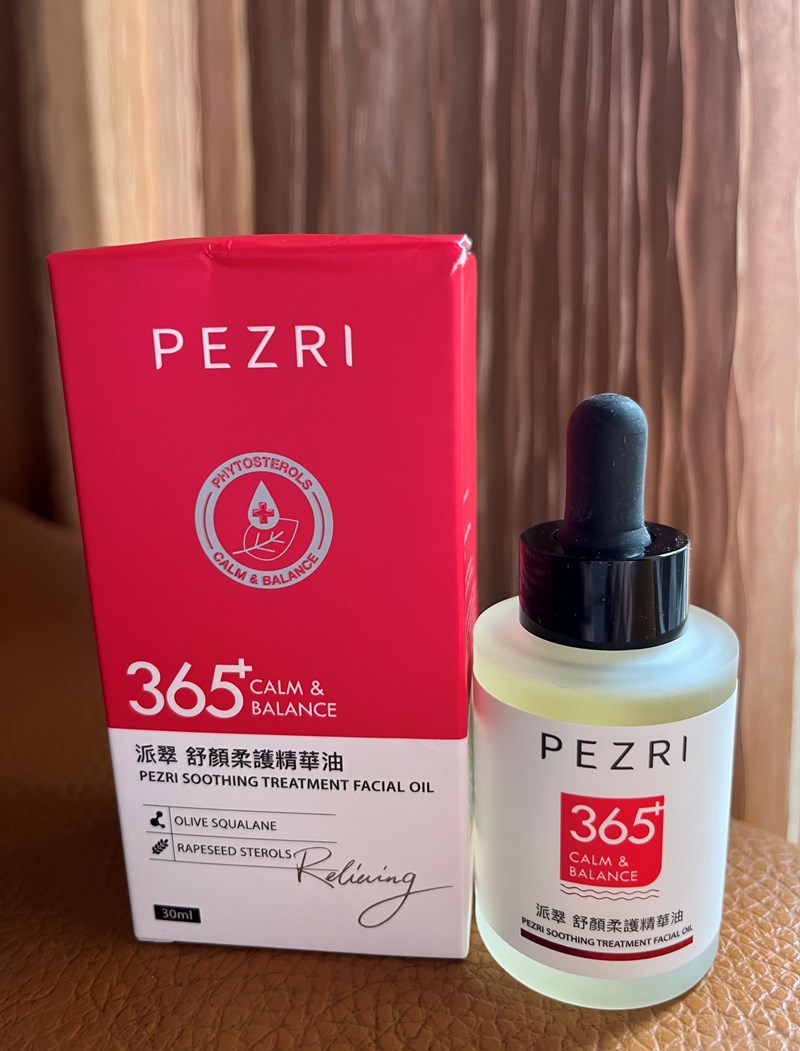 PEZRI
PHYTOSTEROLS
CALM & BALANCE
365+ CALM &
BALANCE
派翠 舒顏柔護精華油
PEZRI SOOTHING TREATMENT FACIAL OIL
OLIVE SQUALANE
RAPESEED STEROLS
Relieving
30ml
PEZRI
365+
CALM &
BALANCE
派翠 舒顏柔護精華油
PEZRI SOOTHING TREATMENT FACIAL OIL